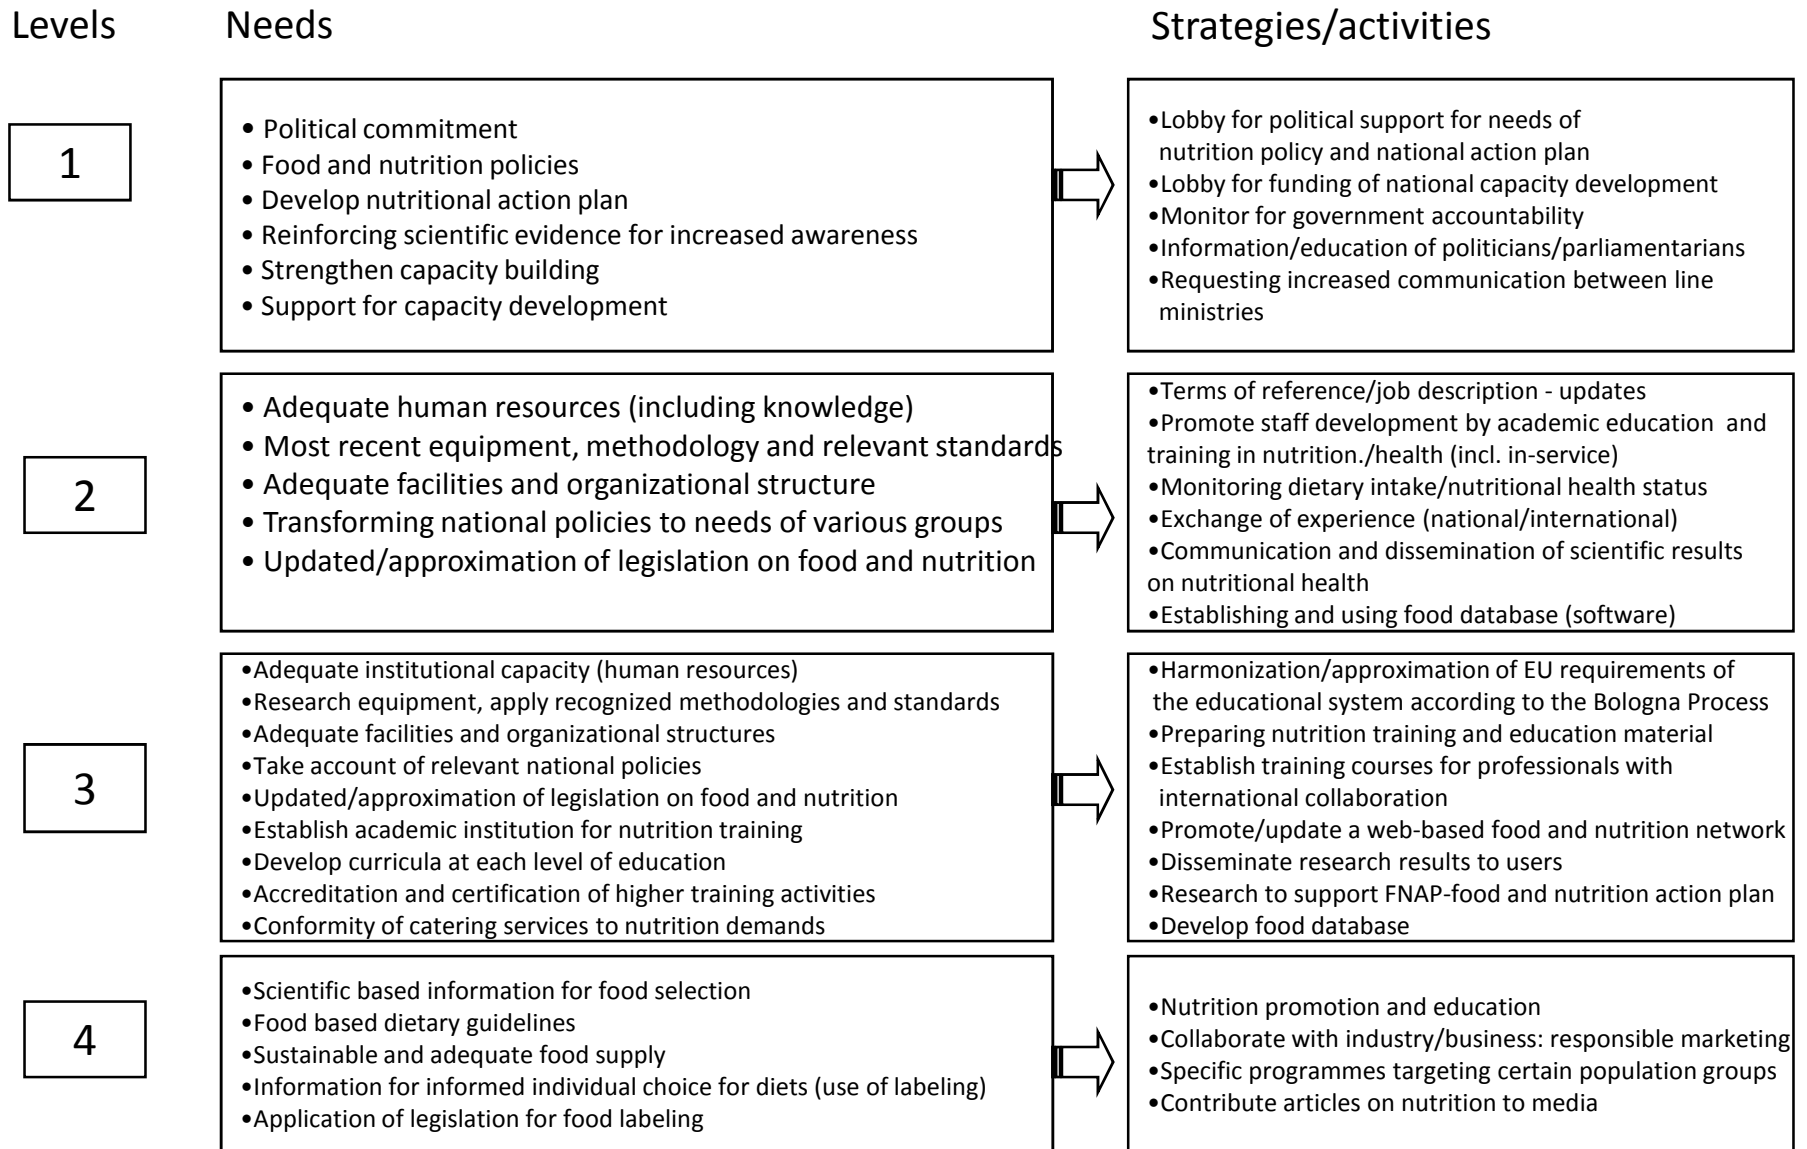 Levels
Needs
Strategies/activities
1
• Political commitment
• Food and nutrition policies
• Develop nutritional action plan
• Reinforcing scientific evidence for increased awareness
• Strengthen capacity building
• Support for capacity development
•Lobby for political support for needs of
nutrition policy and national action plan
•Lobby for funding of national capacity development
•Monitor for government accountability
•Information/education of politicians/parliamentarians
•Requesting increased communication between line
ministries
2
• Adequate human resources (including knowledge)
• Most recent equipment, methodology and relevant standards
• Adequate facilities and organizational structure
• Transforming national policies to needs of various groups
• Updated/approximation of legislation on food and nutrition
•Terms of reference/job description - updates
•Promote staff development by academic education and
training in nutrition./health (incl. in-service)
•Monitoring dietary intake/nutritional health status
•Exchange of experience (national/international)
•Communication and dissemination of scientific results
on nutritional health
•Establishing and using food database (software)
3
•Adequate institutional capacity (human resources)
•Research equipment, apply recognized methodologies and standards
•Adequate facilities and organizational structures
•Take account of relevant national policies
•Updated/approximation of legislation on food and nutrition
•Establish academic institution for nutrition training
•Develop curricula at each level of education
•Accreditation and certification of higher training activities
•Conformity of catering services to nutrition demands
•Harmonization/approximation of EU requirements of
the educational system according to the Bologna Process
•Preparing nutrition training and education material
•Establish training courses for professionals with
international collaboration
•Promote/update a web-based food and nutrition network
•Disseminate research results to users
•Research to support FNAP-food and nutrition action plan
•Develop food database
4
•Scientific based information for food selection
•Food based dietary guidelines
•Sustainable and adequate food supply
•Information for informed individual choice for diets (use of labeling)
•Application of legislation for food labeling
•Nutrition promotion and education
•Collaborate with industry/business: responsible marketing
•Specific programmes targeting certain population groups
•Contribute articles on nutrition to media